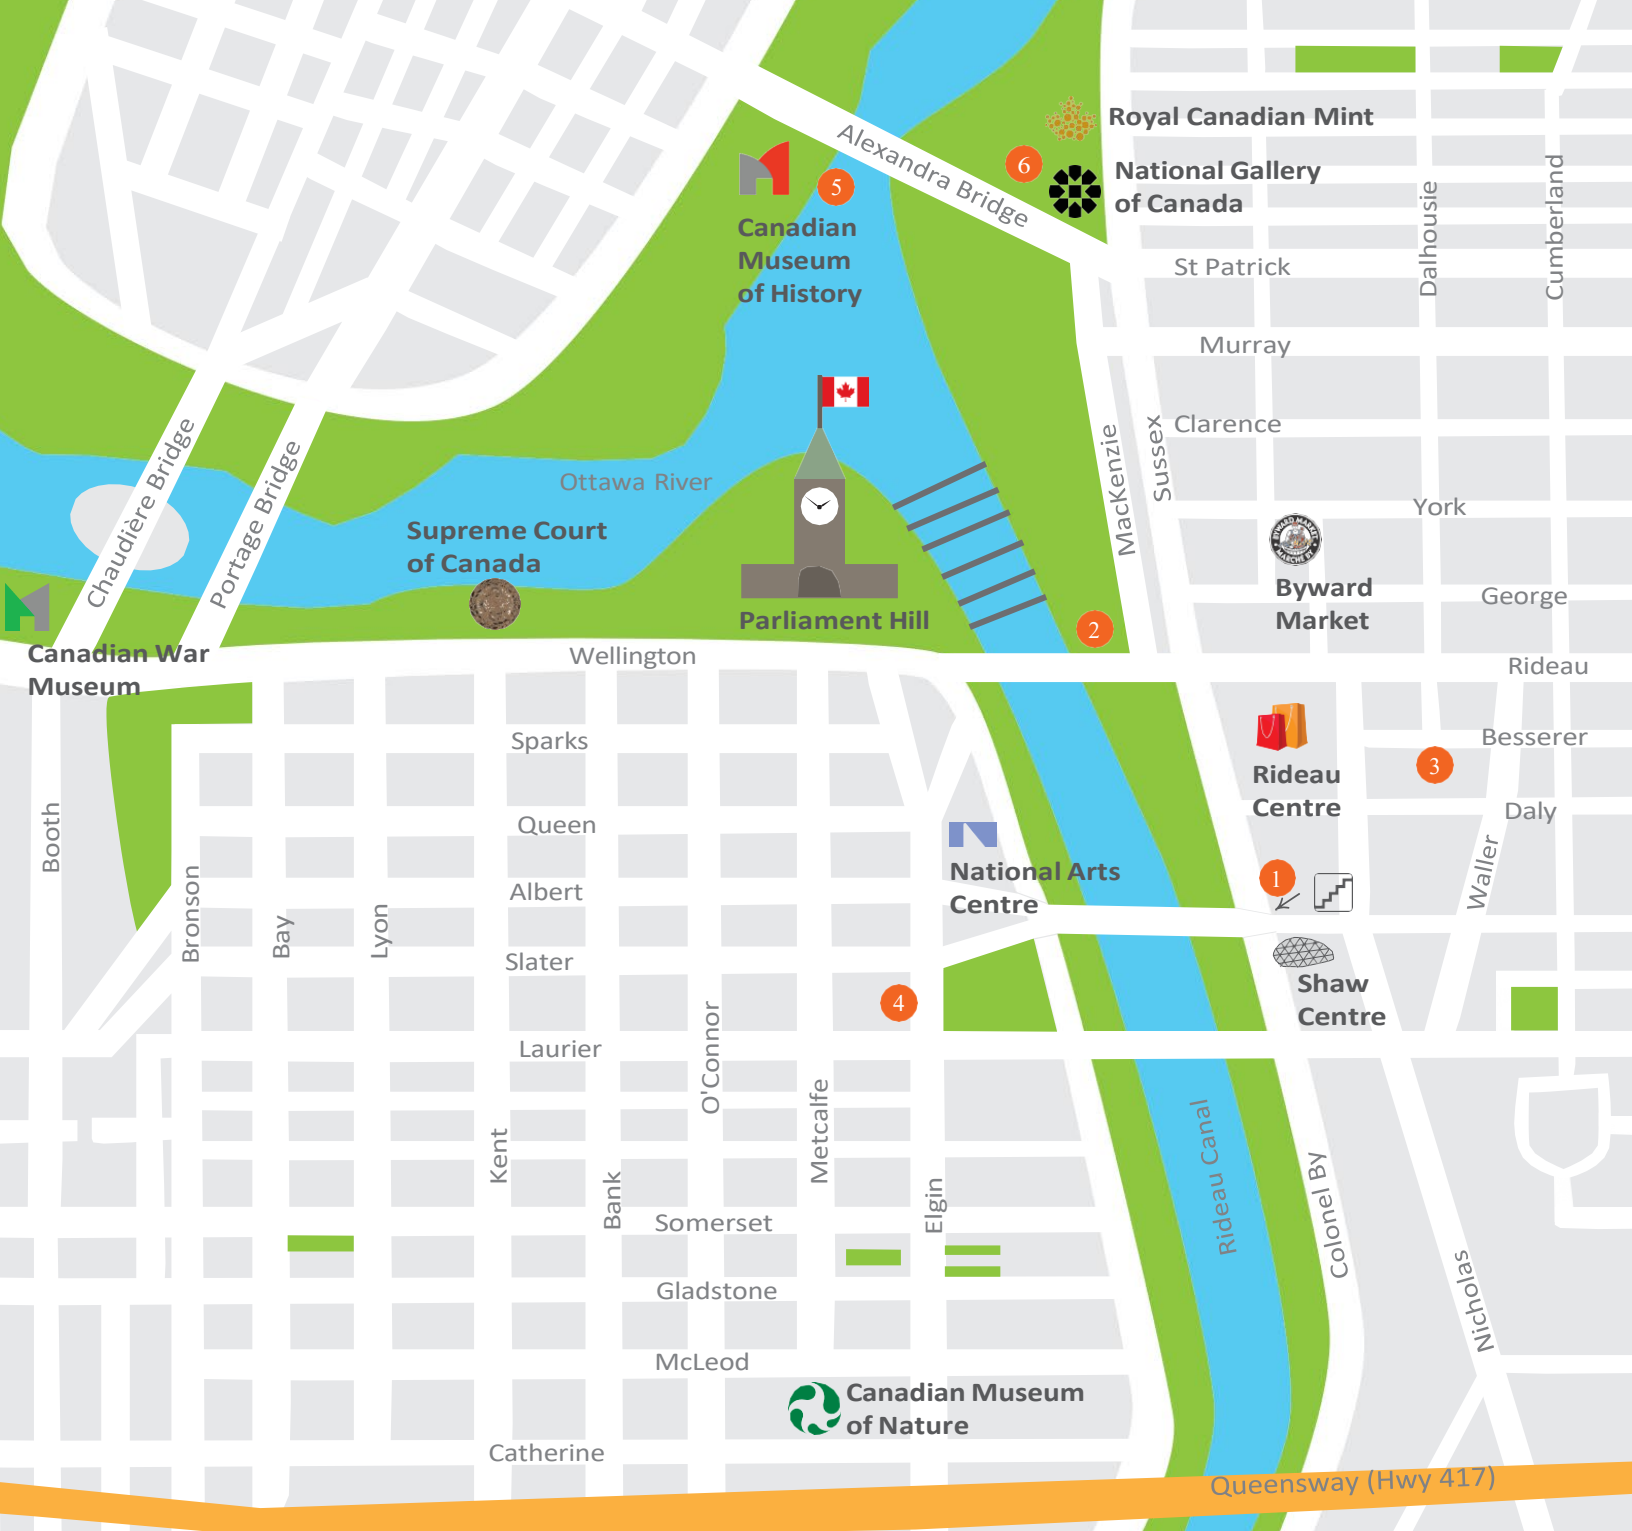 Royal Canadian Mint
Alexandra Bridge
6
National Gallery
of Canada
5
Canadian
Museum
of History
Dalhousie
Cumberland
St Patrick
Murray
Clarence
MacKenzie
Sussex
Chaudière Bridge
Portage Bridge
Ottawa River
York
Supreme Court
of Canada
BYWARD MARKET
MARCHÉ BY
Byward
Market
George
Parliament Hill
2
Canadian War
Museum
Wellington
Rideau
Sparks
Besserer
3
Rideau
Centre
Daly
Booth
Queen
Waller
National Arts
Centre
1
Albert
Bronson
Bay
Lyon
Slater
Shaw
Centre
4
Laurier
O'Connor
Metcalfe
Kent
Bank
Elgin
Rideau Canal
Colonel By
Somerset
Gladstone
Nicholas
McLeod
Canadian Museum
of Nature
Catherine
Queensway (Hwy 417)